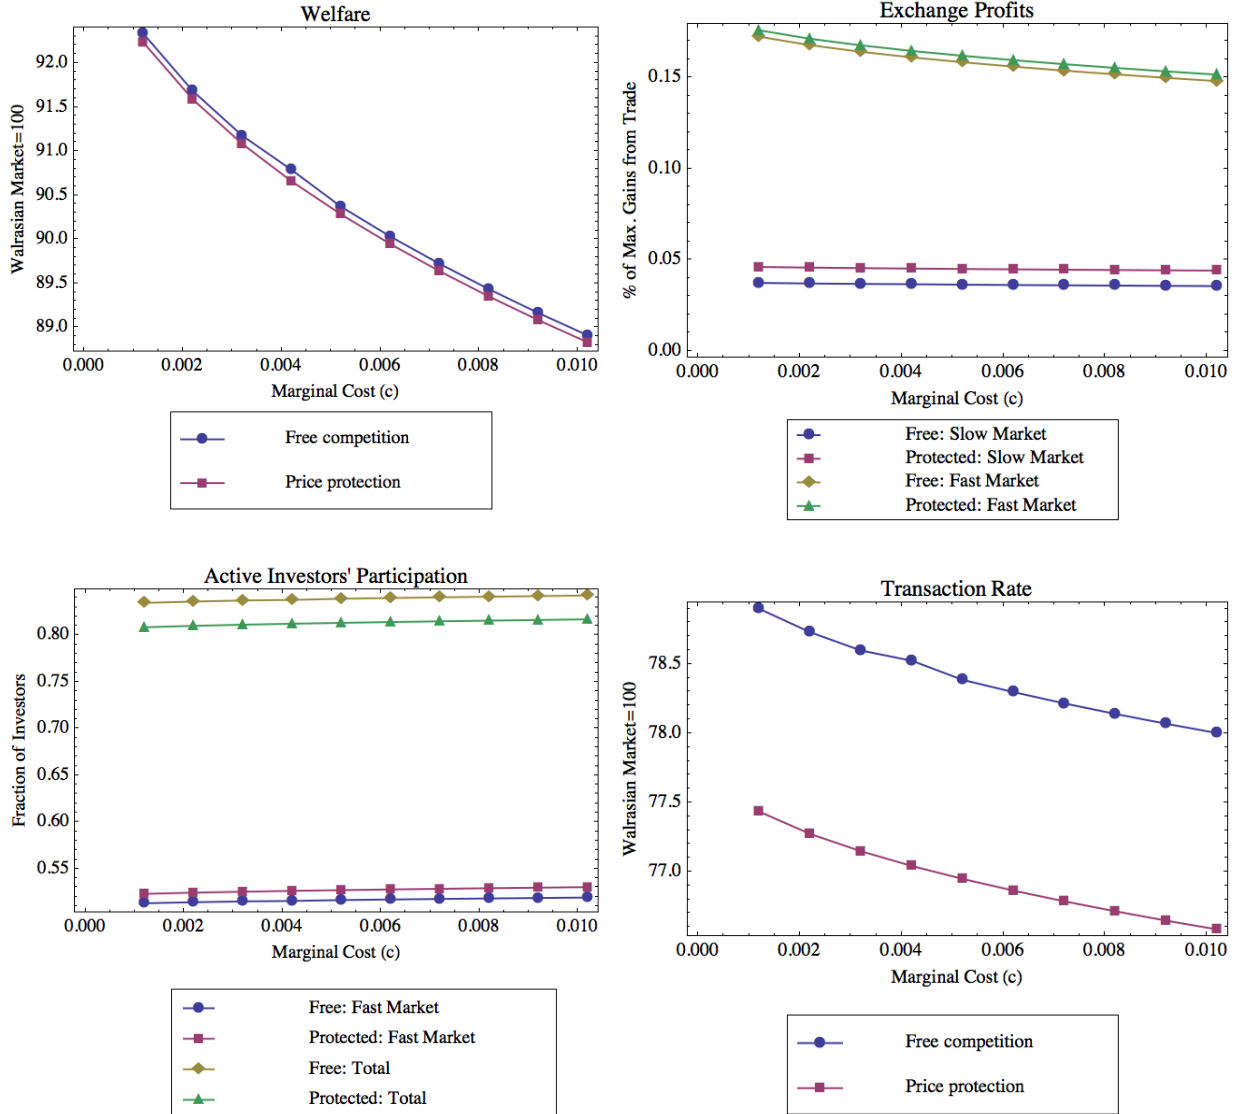 Welfare
Walrasian Market=100
92.0
91.5
91.0
90.5
90.0
89.5
89.0
0.000 0.002 0.004 0.006 0.008 0.010
Marginal Cost (c)
Free competition
Price protection
Exchange Profits
% of Max. Gains from Trade
0.15
0.10
0.05
0.00
0.000 0.002 0.004 0.006 0.008 0.010
Marginal Cost (c)
Free: Slow Market
Protected: Slow Market
Free: Fast Market
Protected: Fast Market
Active Investors' Participation
Fraction of Investors
0.80
0.75
0.70
0.65
0.60
0.55
0.000 0.002 0.004 0.006 0.008 0.010
Marginal Cost (c)
Free: Fast Market
Protected: Fast Market
Free: Total
Protected: Total
Transaction Rate
Walrasian Market=100
78.5
78.0
77.5
77.0
0.000 0.002 0.004 0.006 0.008 0.010
Marginal Cost (c)
Free competition
Price protection